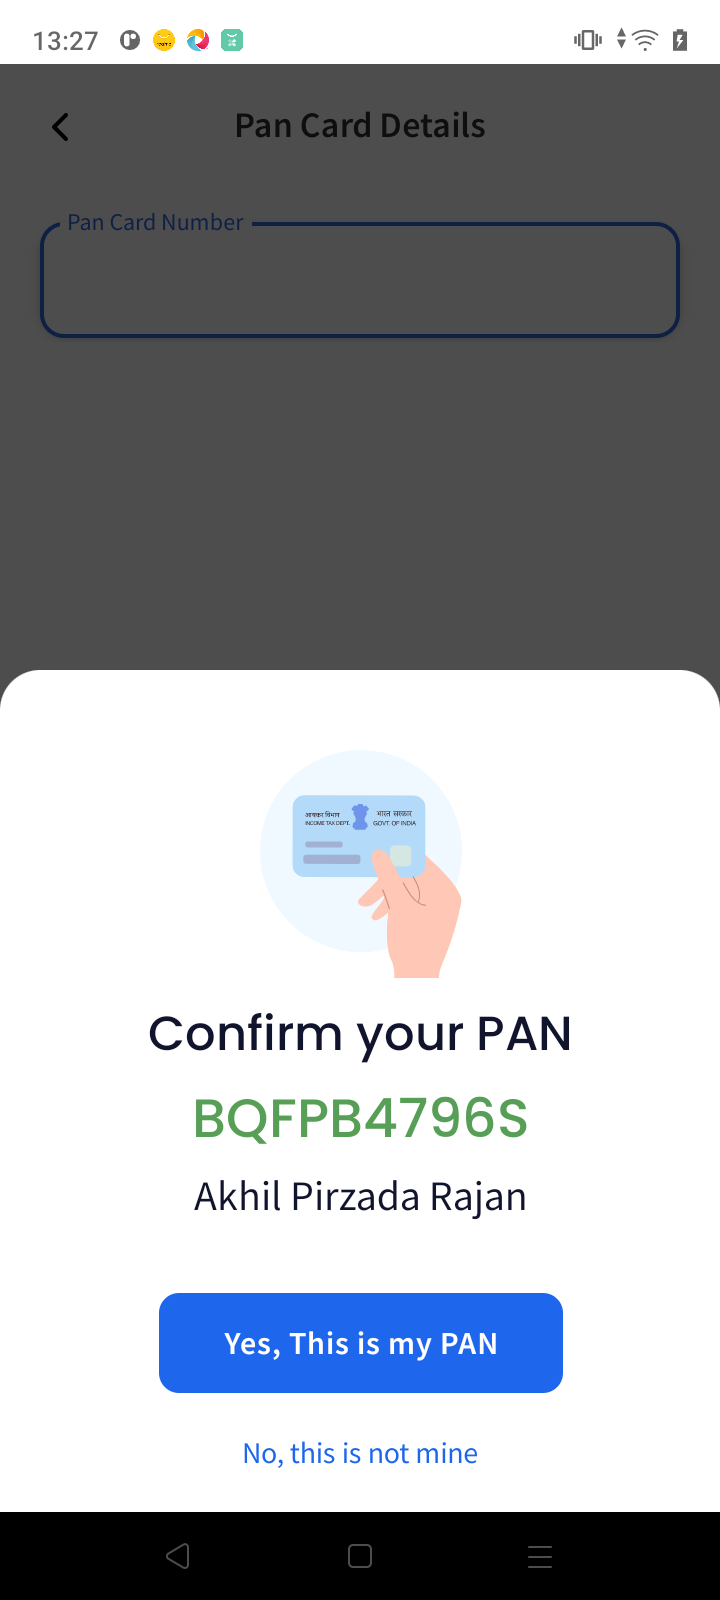 13:27
Pan Card Details
Pan Card Number
आयकर विभाग
INCOME TAX DEPT.
भारत सरकार
GOVT. OF INDIA
Confirm your PAN
BQFPB4796S
Akhil Pirzada Rajan
Yes, This is my PAN
No, this is not mine